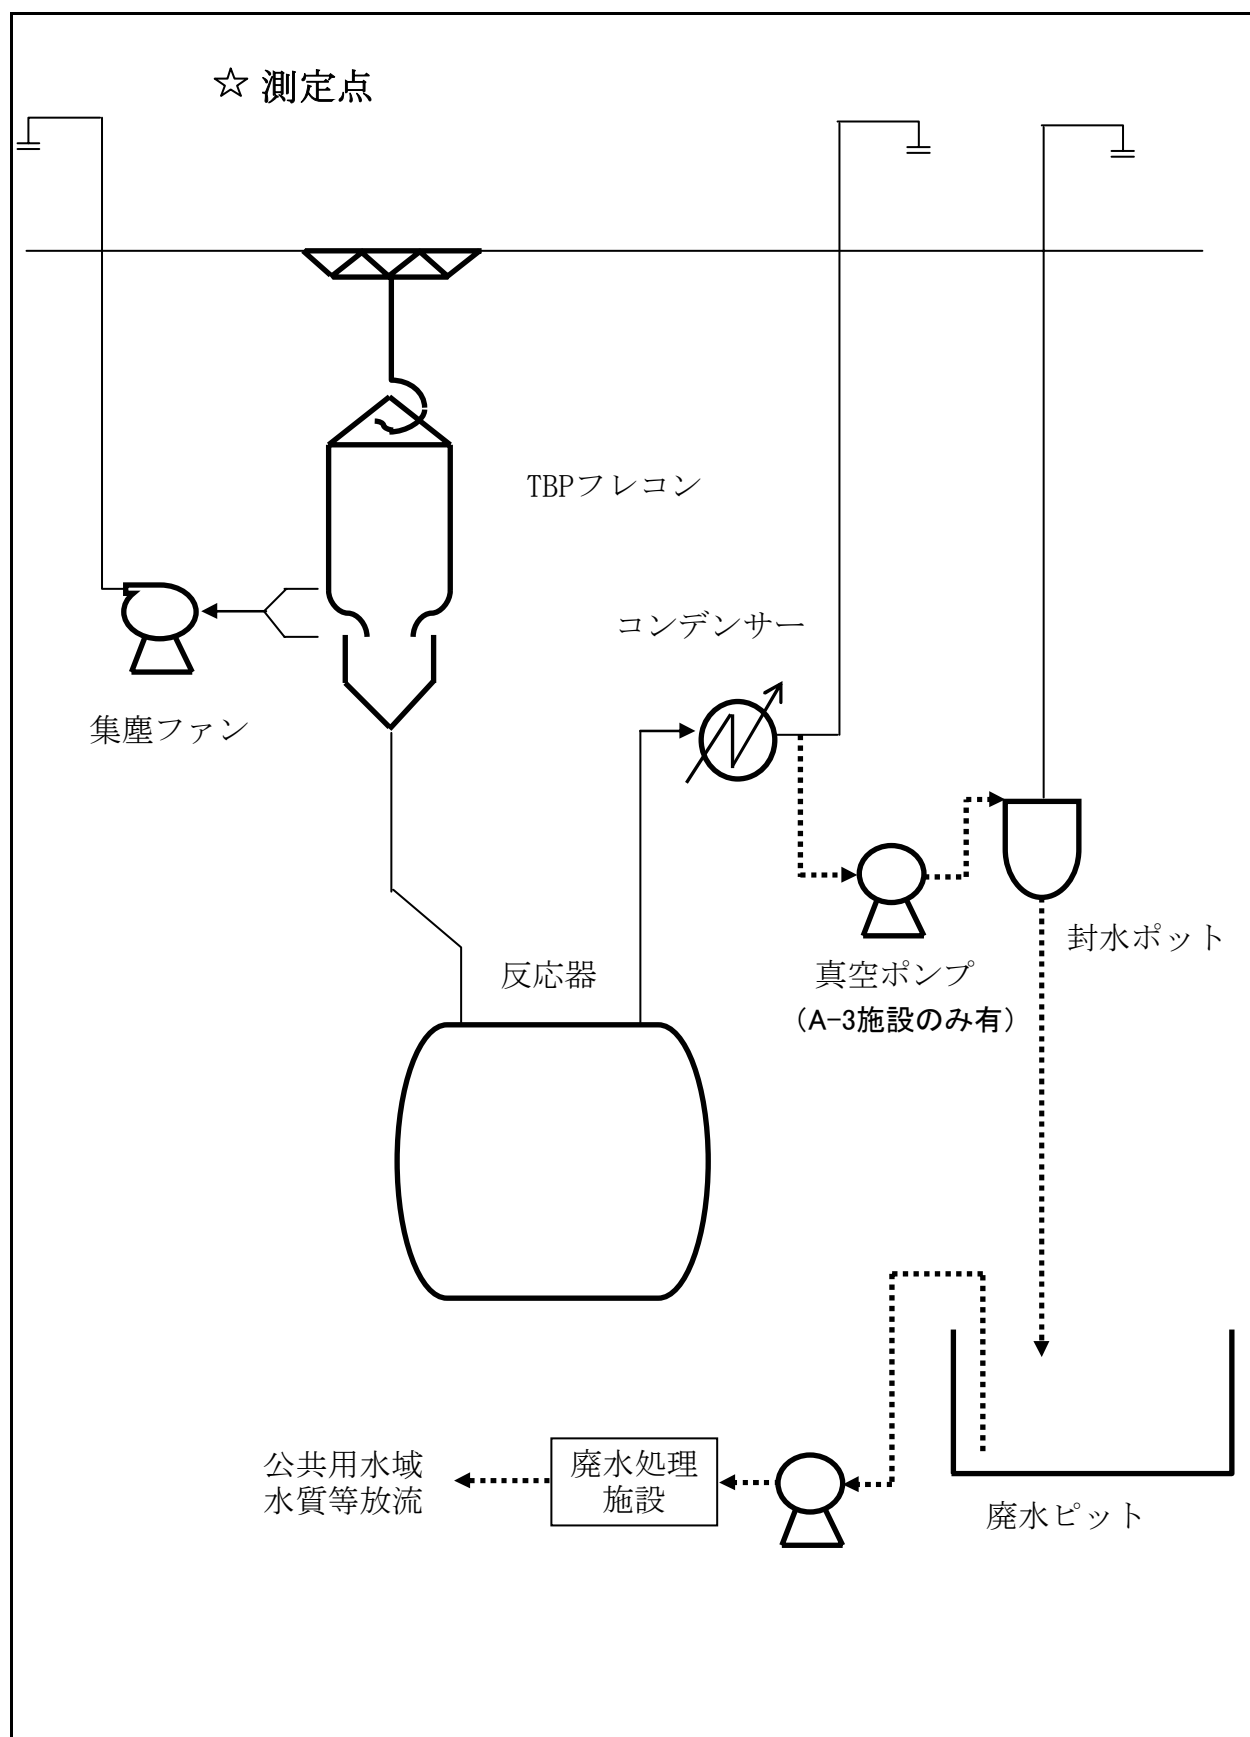 ☆ 測定点
TBPフレコン
コンデンサー
集塵ファン
封水ポット
反応器
真空ポンプ
(A-3施設のみ有)
公共用水域
水質等放流
廃水処理
施設
廃水ピット